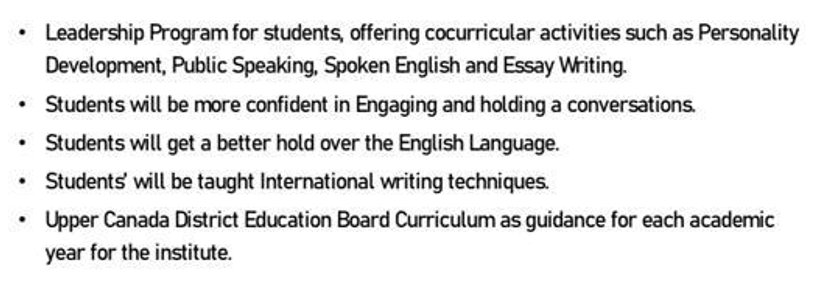 • Leadership Program for students, offering cocurricular activities such as Personality
Development, Public Speaking, Spoken English and Essay Writing.
• Students will be more confident in Engaging and holding a conversations.
• Students will get a better hold over the English Language.
• Students' will be taught International writing techniques.
• Upper Canada District Education Board Curriculum as guidance for each academic
year for the institute.